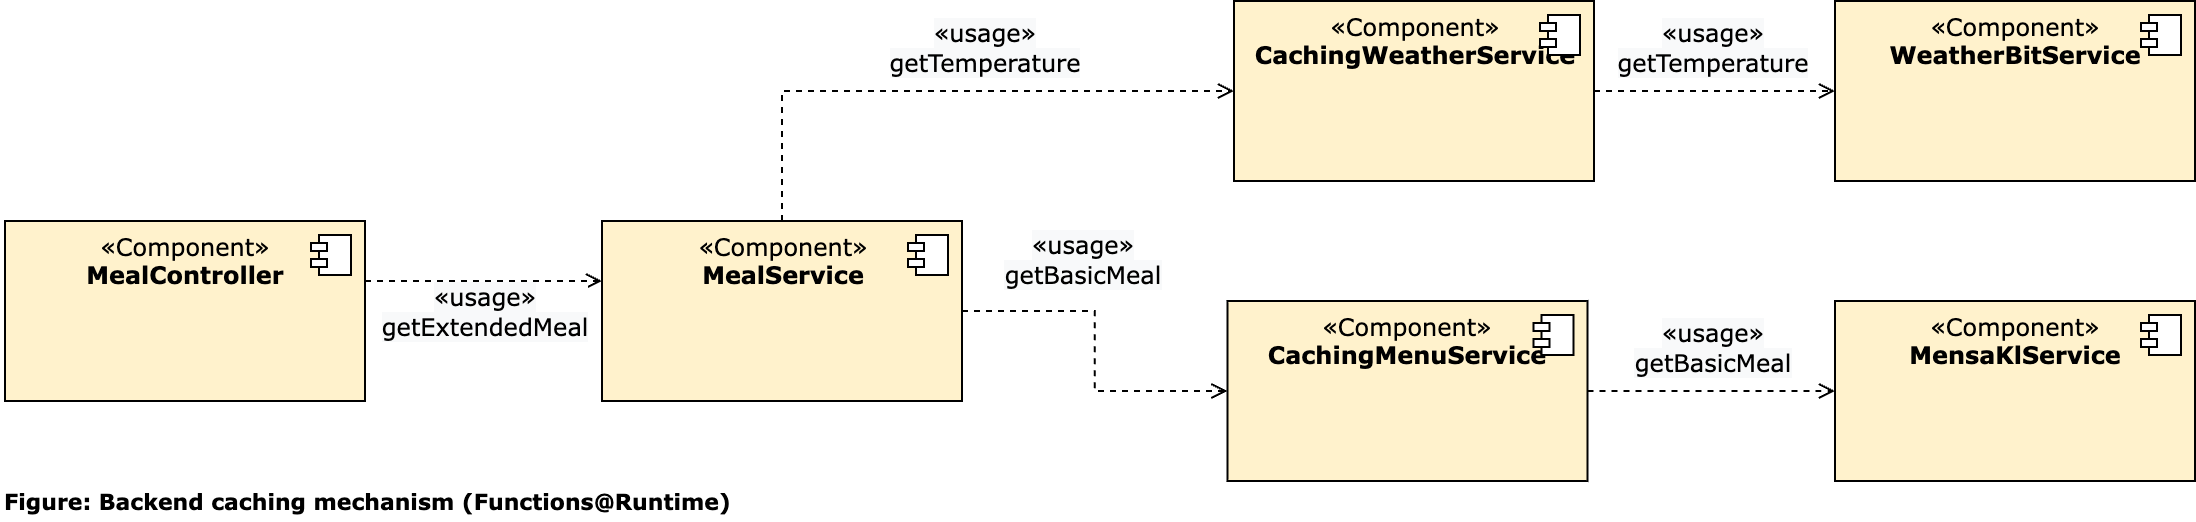 «usage»
getTemperature
«Component»
CachingWeatherService
«usage»
getTemperature
«Component»
WeatherBitService
«Component»
MealController
«usage»
getExtendedMeal
«Component»
MealService
«usage»
getBasicMeal
«Component»
CachingMenuService
«usage»
getBasicMeal
«Component»
MensaKlService
Figure: Backend caching mechanism (Functions@Runtime)